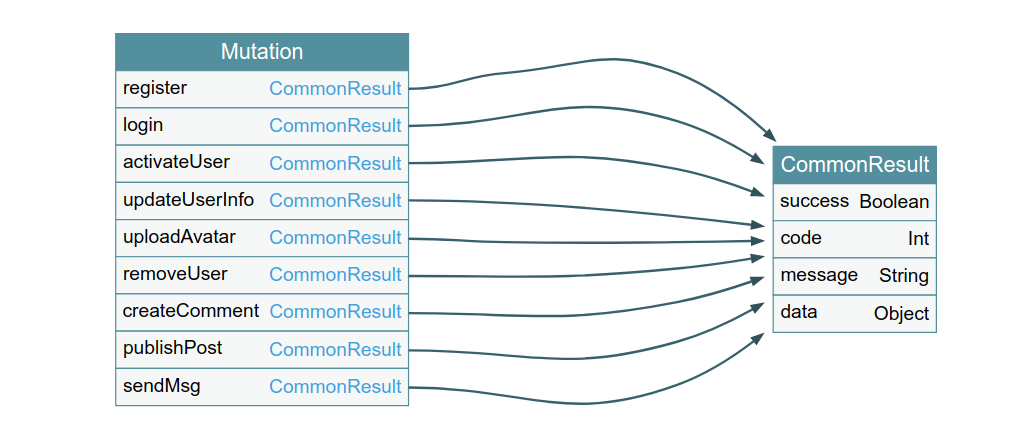 Mutation
register CommonResult
login CommonResult
activateUser CommonResult
updateUserInfo CommonResult
uploadAvatar CommonResult
removeUser CommonResult
createComment CommonResult
publishPost CommonResult
sendMsg CommonResult
CommonResult
success Boolean
code Int
message String
data Object